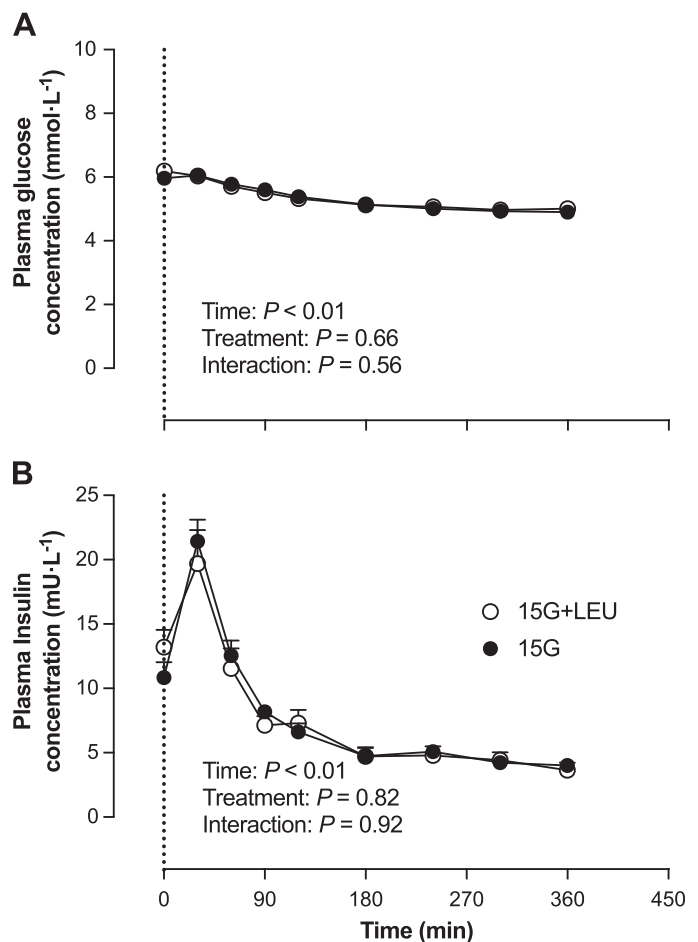 A
Plasma glucose
concentration (mmol·L⁻¹)
10
8
6
4
2
0
Time: P < 0.01
Treatment: P = 0.66
Interaction: P = 0.56
B
Plasma Insulin
concentration (mU·L⁻¹)
25
20
15
10
5
0
15G+LEU
15G
Time: P < 0.01
Treatment: P = 0.82
Interaction: P = 0.92
0 90 180 270 360 450
Time (min)